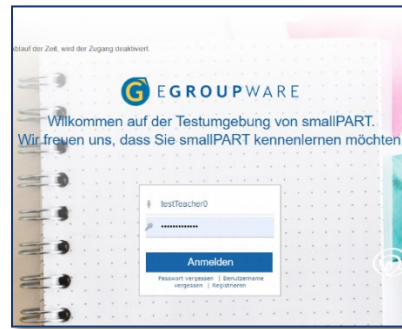 blauf der Zeit, wird der Zugang deaktiviert.
EGROUPWARE
Wilkommen auf der Testumgebung von smallPART.
Wir freuen uns, dass Sie smallPART kennenlernen möchten
testTeacher0
•••••••••••••
Anmelden
Passwort vergessen | Benutzername
vergessen | Registrieren